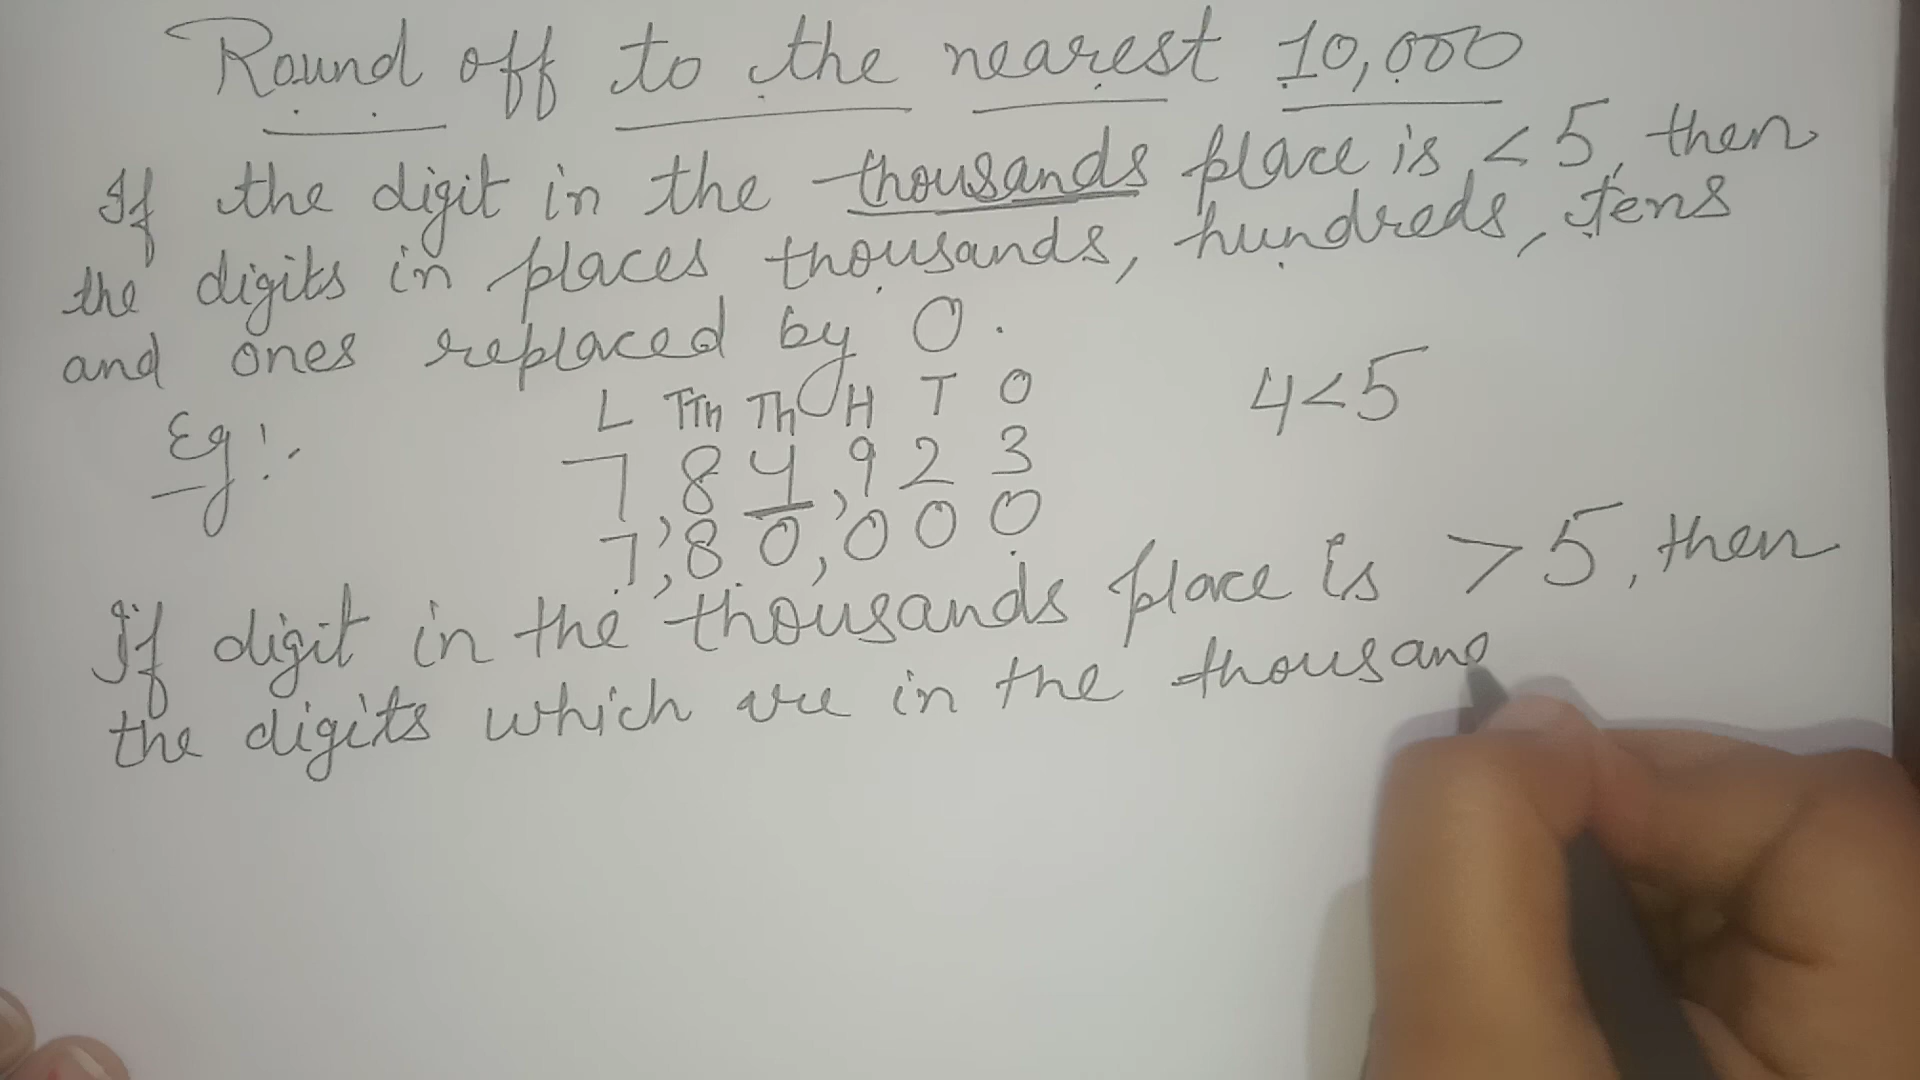 Round off to the nearest 10,000
If the digit in the thousands place is < 5, then
the digits in places thousands, hundreds, tens
and ones replaced by 0.
L TTh Th H T O
4<5
Eg:- 7,84,923
7,80,000
If digit in the thousands place is > 5, then
the digits which are in the thousand